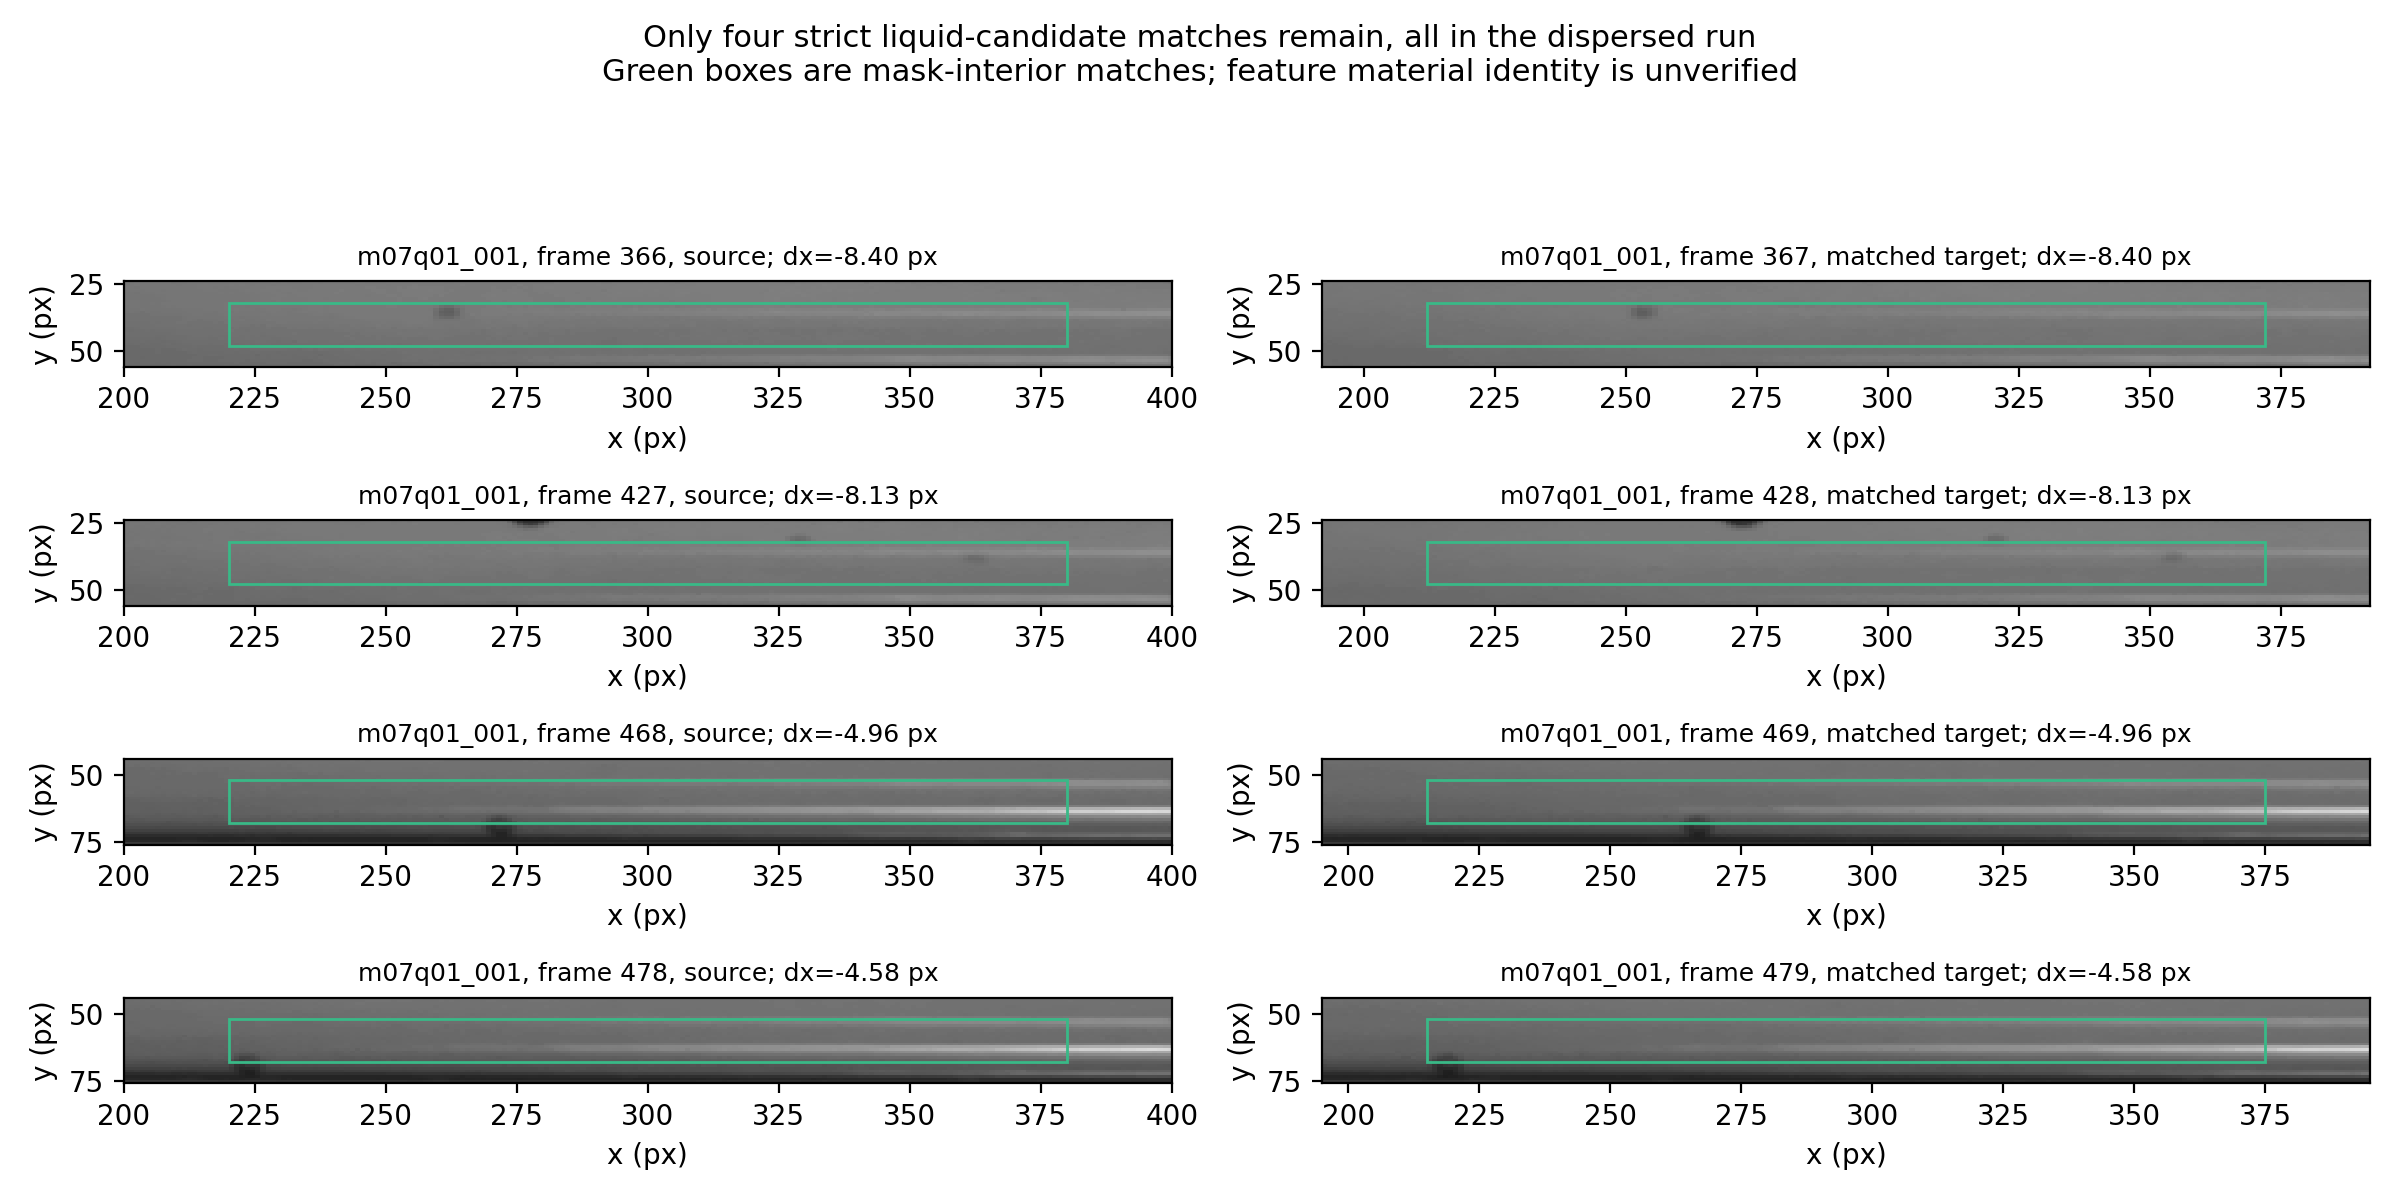 Only four strict liquid-candidate matches remain, all in the dispersed run
Green boxes are mask-interior matches; feature material identity is unverified
m07q01_001, frame 366, source; dx=-8.40 px
25
50
y (px)
200 225 250 275 300 325 350 375 400
x (px)
m07q01_001, frame 367, matched target; dx=-8.40 px
25
50
y (px)
200 225 250 275 300 325 350 375
x (px)
m07q01_001, frame 427, source; dx=-8.13 px
25
50
y (px)
200 225 250 275 300 325 350 375 400
x (px)
m07q01_001, frame 428, matched target; dx=-8.13 px
25
50
y (px)
200 225 250 275 300 325 350 375
x (px)
m07q01_001, frame 468, source; dx=-4.96 px
50
75
y (px)
200 225 250 275 300 325 350 375 400
x (px)
m07q01_001, frame 469, matched target; dx=-4.96 px
50
75
y (px)
200 225 250 275 300 325 350 375
x (px)
m07q01_001, frame 478, source; dx=-4.58 px
50
75
y (px)
200 225 250 275 300 325 350 375 400
x (px)
m07q01_001, frame 479, matched target; dx=-4.58 px
50
75
y (px)
200 225 250 275 300 325 350 375
x (px)